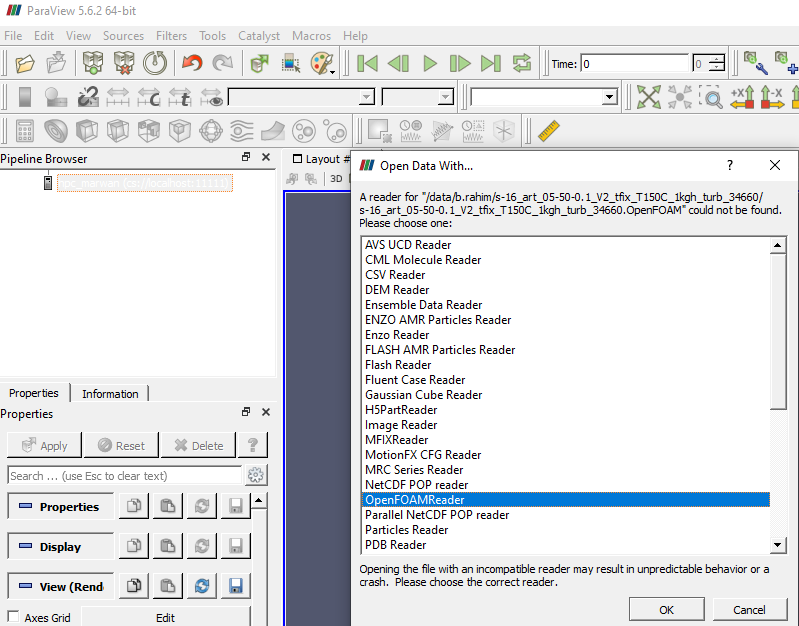 ParaView 5.6.2 64-bit
File Edit View Sources Filters Tools Catalyst Macros Help
Time: 0 0
+X -X
Pipeline Browser
Layout #
3D
Properties Information
Properties
Apply Reset Delete ?
Search ... (use Esc to clear text)
Properties
Display
View (Rend
Axes Grid Edit
Open Data With... ?
A reader for "/data/b.rahim/s-16_art_05-50-0.1_V2_tfix_T150C_1kgh_turb_34660/
s-16_art_05-50-0.1_V2_tfix_T150C_1kgh_turb_34660.OpenFOAM" could not be found.
Please choose one:
AVS UCD Reader
CML Molecule Reader
CSV Reader
DEM Reader
Ensemble Data Reader
ENZO AMR Particles Reader
Enzo Reader
FLASH AMR Particles Reader
Flash Reader
Fluent Case Reader
Gaussian Cube Reader
H5PartReader
Image Reader
MFIXReader
MotionFX CFG Reader
MRC Series Reader
NetCDF POP reader
OpenFOAMReader
Parallel NetCDF POP reader
Particles Reader
PDB Reader
Opening the file with an incompatible reader may result in unpredictable behavior or a
crash. Please choose the correct reader.
OK Cancel